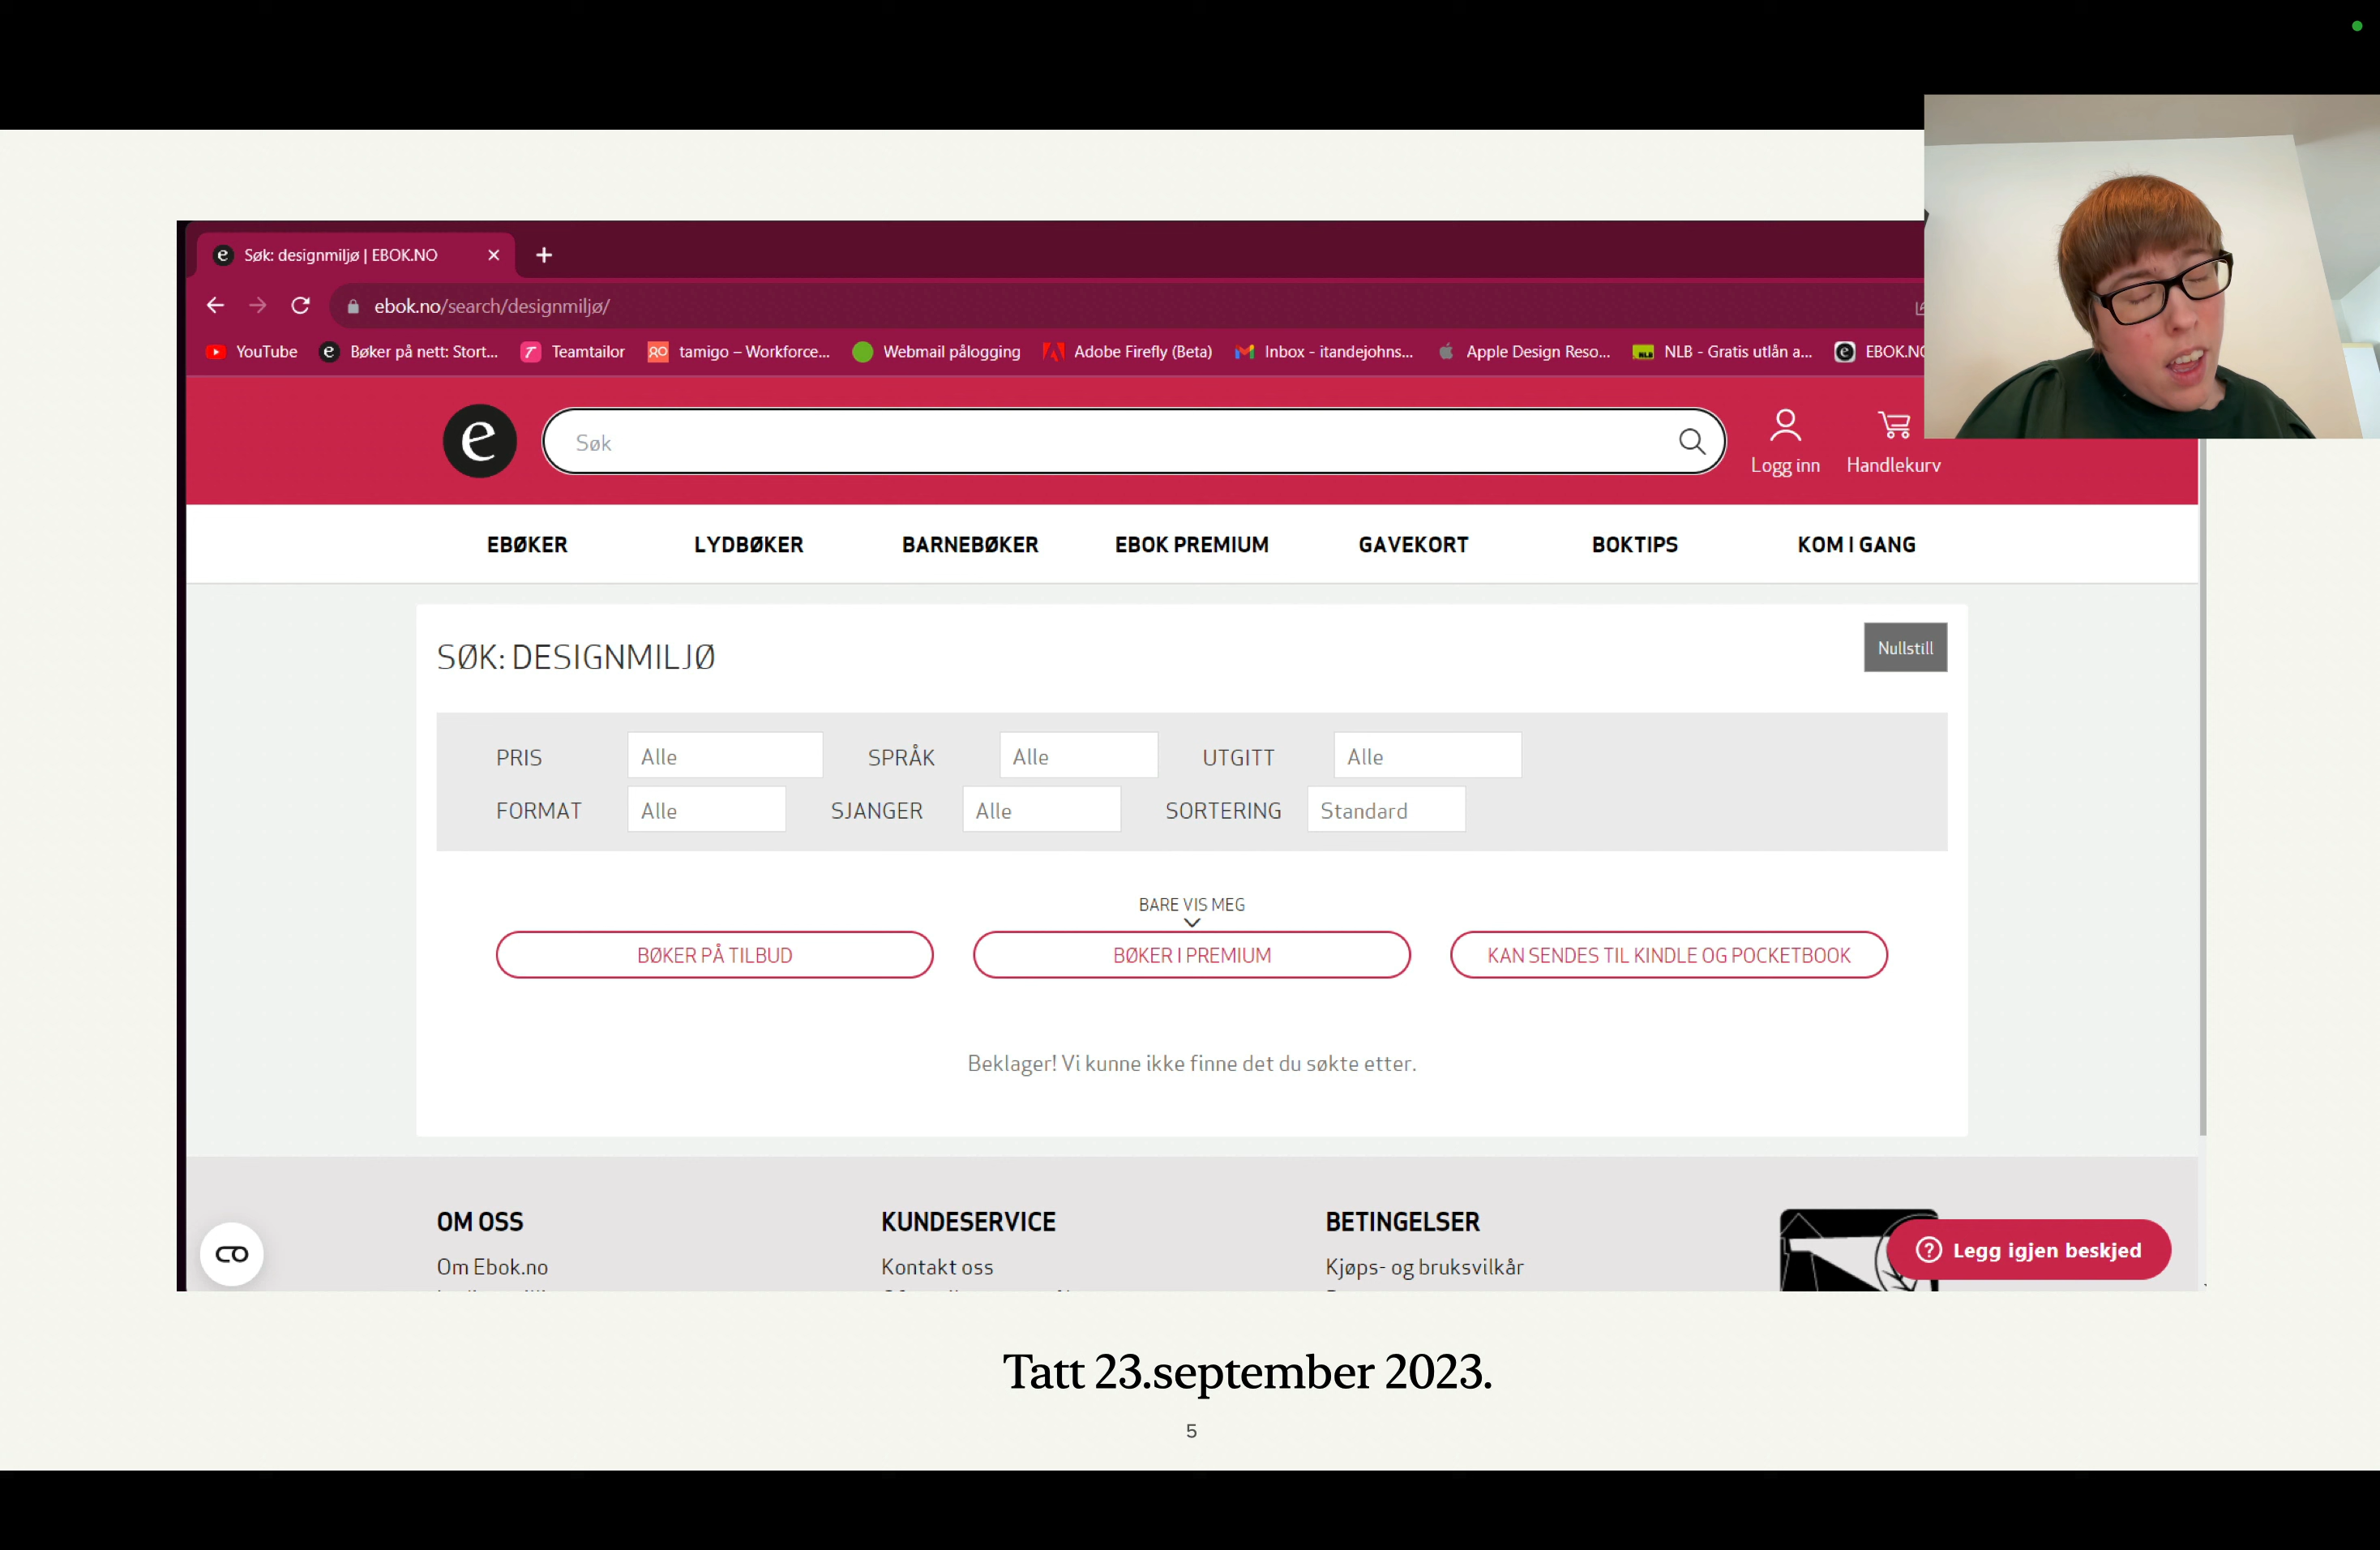 Søk: designmiljø | EBOK.NO
ebok.no/search/designmiljø/
YouTube
Bøker på nett: Stort...
Teamtailor
tamigo – Workforce...
Webmail pålogging
Adobe Firefly (Beta)
Inbox - itandejohns...
Apple Design Reso...
NLB - Gratis utlån a...
e
Søk
Logg inn
Handlekurv
EBØKER
LYDBØKER
BARNEBØKER
EBOK PREMIUM
GAVEKORT
BOKTIPS
KOM I GANG
SØK: DESIGNMILJØ
Nullstill
PRIS Alle SPRÅK Alle UTGITT Alle
FORMAT Alle SJANGER Alle SORTERING Standard
BARE VIS MEG
BØKER PÅ TILBUD
BØKER I PREMIUM
KAN SENDES TIL KINDLE OG POCKETBOOK
Beklager! Vi kunne ikke finne det du søkte etter.
OM OSS
Om Ebok.no
KUNDESERVICE
Kontakt oss
BETINGELSER
Kjøps- og bruksvilkår
Legg igjen beskjed
Tatt 23.september 2023.
5